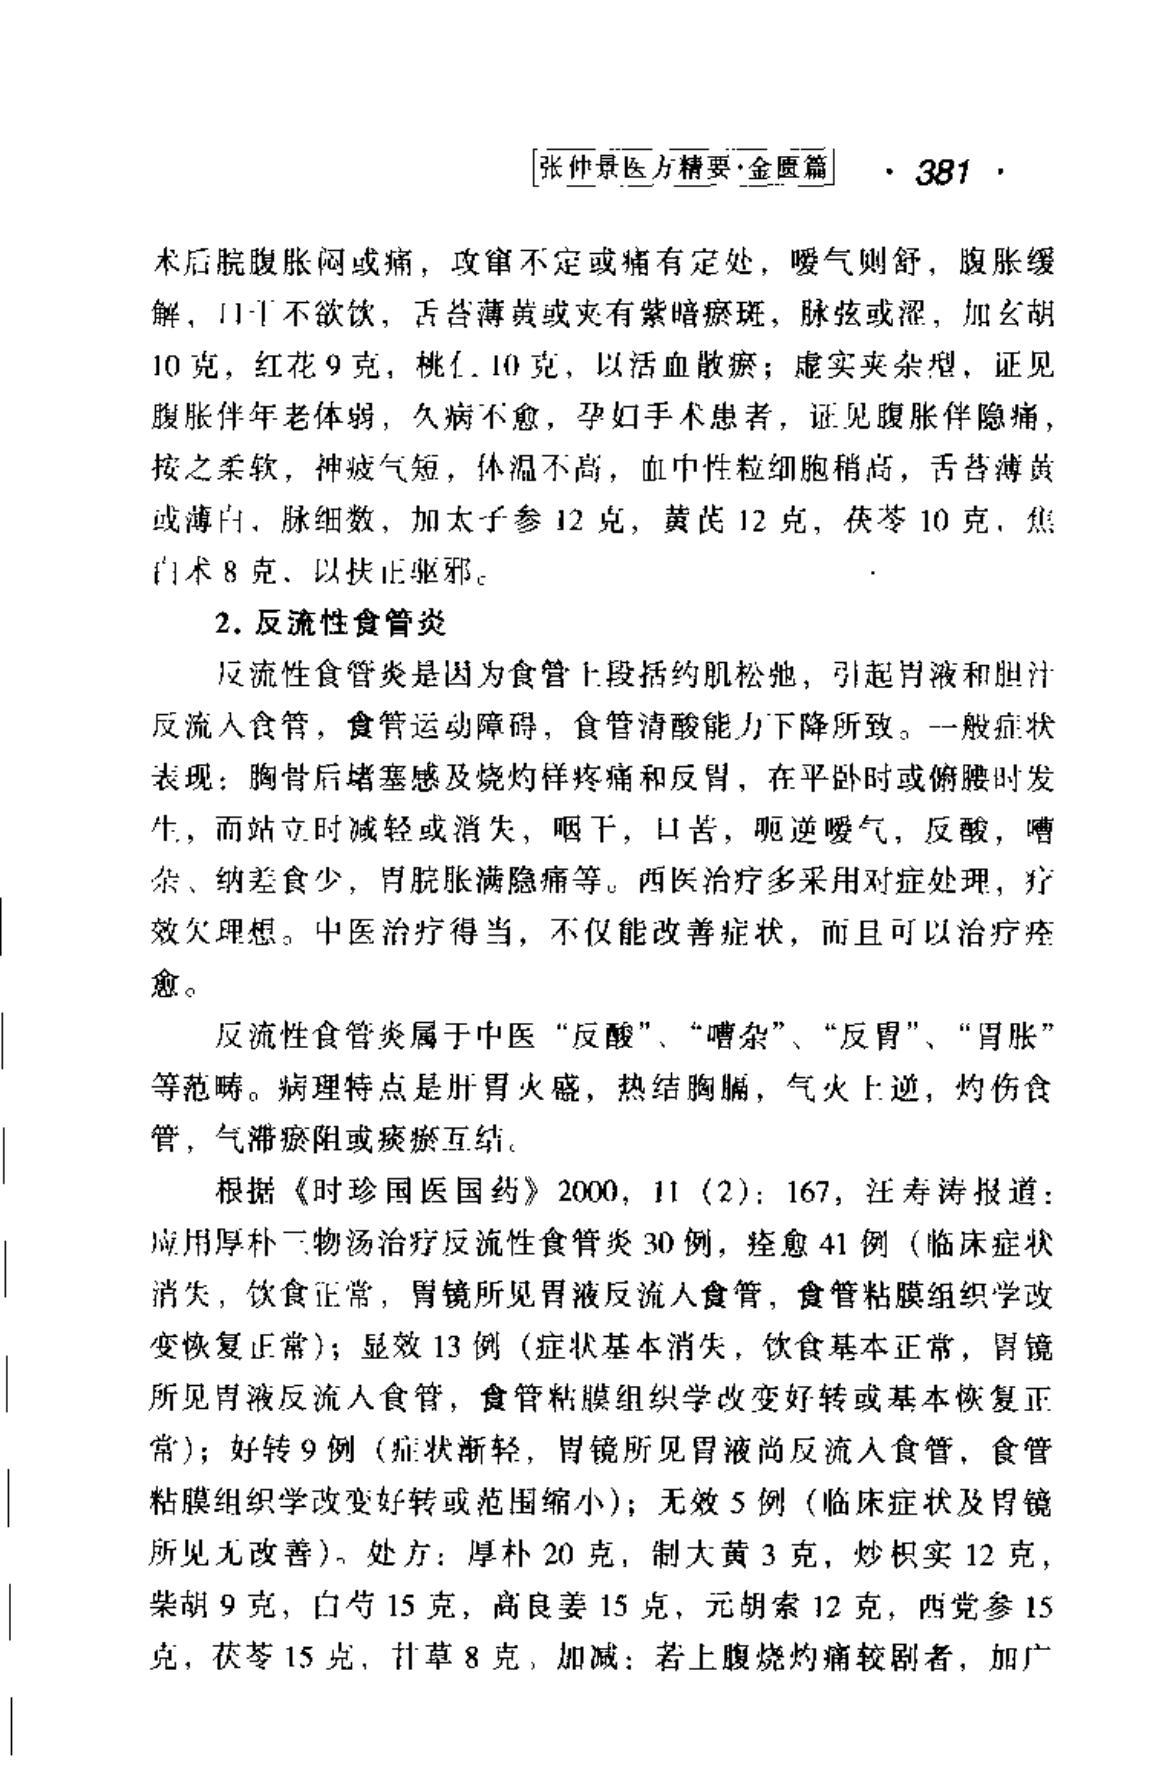 张仲景医方精要·金匮篇 · 381 ·
术后脘腹胀闷或痛，攻窜不定或痛有定处，嗳气则舒，腹胀缓
解，口干不欲饮，舌苔薄黄或夹有紫暗瘀斑，脉弦或涩，加玄胡
10 克，红花 9 克，桃仁 10 克，以活血散瘀；虚实夹杂型，证见
腹胀伴年老体弱，久病不愈，孕妇手术患者，证见腹胀伴隐痛，
按之柔软，神疲气短，体温不高，血中性粒细胞稍高，舌苔薄黄
或薄白，脉细数，加太子参 12 克，黄芪 12 克，茯苓 10 克，焦
白术 8 克，以扶正驱邪。
2. 反流性食管炎
反流性食管炎是因为食管上段括约肌松弛，引起胃液和胆汁
反流入食管，食管运动障碍，食管清酸能力下降所致。一般症状
表现：胸骨后堵塞感及烧灼样疼痛和反胃，在平卧时或俯腰时发
生，而站立时减轻或消失，咽干，口苦，呃逆嗳气，反酸，嘈
杂、纳差食少，胃脘胀满隐痛等。西医治疗多采用对症处理，疗
效欠理想。中医治疗得当，不仅能改善症状，而且可以治疗痊
愈。
反流性食管炎属于中医“反酸”、“嘈杂”、“反胃”、“胃胀”
等范畴。病理特点是肝胃火盛，热结胸膈，气火上逆，灼伤食
管，气滞瘀阻或痰瘀互结。
根据《时珍国医国药》2000，11（2）：167，汪寿涛报道：
应用厚朴三物汤治疗反流性食管炎 30 例，痊愈 41 例（临床症状
消失，饮食正常，胃镜所见胃液反流入食管，食管粘膜组织学改
变恢复正常）；显效 13 例（症状基本消失，饮食基本正常，胃镜
所见胃液反流入食管，食管粘膜组织学改变好转或基本恢复正
常）；好转 9 例（症状渐轻，胃镜所见胃液尚反流入食管，食管
粘膜组织学改变好转或范围缩小）；无效 5 例（临床症状及胃镜
所见无改善）。处方：厚朴 20 克，制大黄 3 克，炒枳实 12 克，
柴胡 9 克，白芍 15 克，高良姜 15 克，元胡索 12 克，西党参 15
克，茯苓 15 克，甘草 8 克。加减：若上腹烧灼痛较剧者，加广